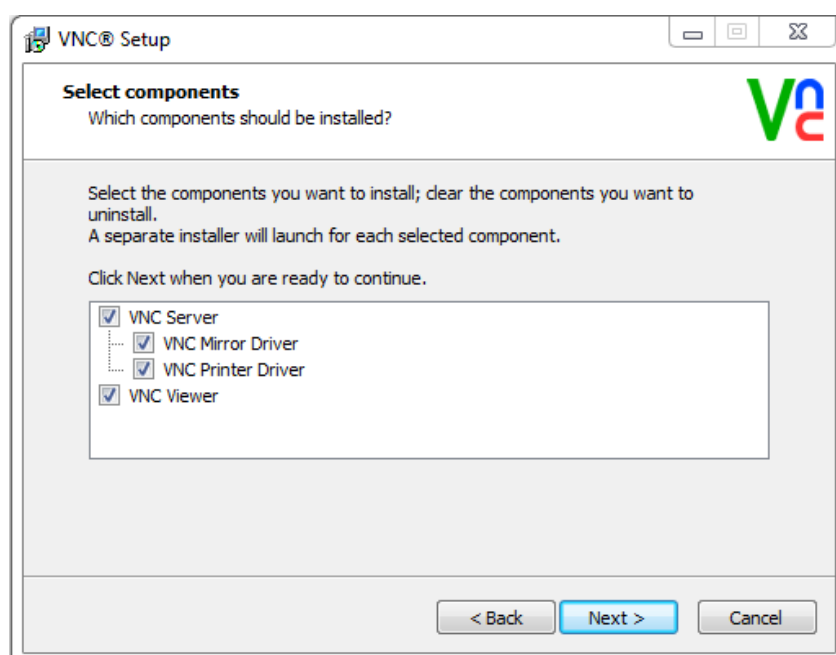 VNC® Setup
Select components
Which components should be installed?
VnC
Select the components you want to install; clear the components you want to
uninstall.
A separate installer will launch for each selected component.
Click Next when you are ready to continue.
VNC Server
VNC Mirror Driver
VNC Printer Driver
VNC Viewer
< Back Next > Cancel